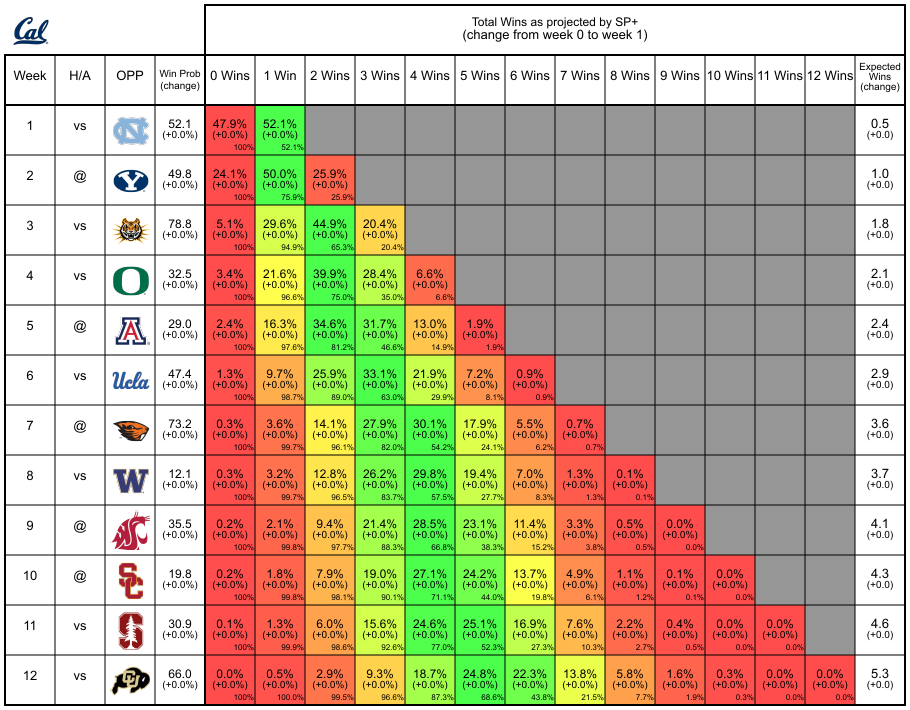 Cal
Total Wins as projected by SP+
(change from week 0 to week 1)
Week H/A OPP Win Prob (change) 0 Wins 1 Win 2 Wins 3 Wins 4 Wins 5 Wins 6 Wins 7 Wins 8 Wins 9 Wins 10 Wins 11 Wins 12 Wins Expected Wins (change)
1 vs NC 52.1 47.9% 52.1% 0.5
(+0.0%) (+0.0%) (+0.0%) (+0.0)
100% 52.1%
2 @ Y 49.8 24.1% 50.0% 25.9% 1.0
(+0.0%) (+0.0%) (+0.0%) (+0.0%) (+0.0)
100% 75.9% 25.9%
3 vs 78.8 5.1% 29.6% 44.9% 20.4% 1.8
(+0.0%) (+0.0%) (+0.0%) (+0.0%) (+0.0%) (+0.0)
100% 94.9% 65.3% 20.4%
4 vs O 32.5 3.4% 21.6% 39.9% 28.4% 6.6% 2.1
(+0.0%) (+0.0%) (+0.0%) (+0.0%) (+0.0%) (+0.0%) (+0.0)
100% 96.6% 75.0% 35.0% 6.6%
5 @ A 29.0 2.4% 16.3% 34.6% 31.7% 13.0% 1.9% 2.4
(+0.0%) (+0.0%) (+0.0%) (+0.0%) (+0.0%) (+0.0%) (+0.0%) (+0.0)
100% 97.6% 81.2% 46.6% 14.9% 1.9%
6 vs Ucla 47.4 1.3% 9.7% 25.9% 33.1% 21.9% 7.2% 0.9% 2.9
(+0.0%) (+0.0%) (+0.0%) (+0.0%) (+0.0%) (+0.0%) (+0.0%) (+0.0%) (+0.0)
100% 98.7% 89.0% 63.0% 29.9% 8.1% 0.9%
7 @ 73.2 0.3% 3.6% 14.1% 27.9% 30.1% 17.9% 5.5% 0.7% 3.6
(+0.0%) (+0.0%) (+0.0%) (+0.0%) (+0.0%) (+0.0%) (+0.0%) (+0.0%) (+0.0%) (+0.0)
100% 99.7% 96.1% 82.0% 54.2% 24.1% 6.2% 0.7%
8 vs W 12.1 0.3% 3.2% 12.8% 26.2% 29.8% 19.4% 7.0% 1.3% 0.1% 3.7
(+0.0%) (+0.0%) (+0.0%) (+0.0%) (+0.0%) (+0.0%) (+0.0%) (+0.0%) (+0.0%) (+0.0%) (+0.0)
100% 99.7% 96.5% 83.7% 57.5% 27.7% 8.3% 1.3% 0.1%
9 @ 35.5 0.2% 2.1% 9.4% 21.4% 28.5% 23.1% 11.4% 3.3% 0.5% 0.0% 4.1
(+0.0%) (+0.0%) (+0.0%) (+0.0%) (+0.0%) (+0.0%) (+0.0%) (+0.0%) (+0.0%) (+0.0%) (+0.0%) (+0.0)
100% 99.8% 97.7% 88.3% 66.8% 38.3% 15.2% 3.8% 0.5% 0.0%
10 @ SC 19.8 0.2% 1.8% 7.9% 19.0% 27.1% 24.2% 13.7% 4.9% 1.1% 0.1% 0.0% 4.3
(+0.0%) (+0.0%) (+0.0%) (+0.0%) (+0.0%) (+0.0%) (+0.0%) (+0.0%) (+0.0%) (+0.0%) (+0.0%) (+0.0%) (+0.0)
100% 99.8% 98.1% 90.1% 71.1% 44.0% 19.8% 6.1% 1.2% 0.1% 0.0%
11 vs S 30.9 0.1% 1.3% 6.0% 15.6% 24.6% 25.1% 16.9% 7.6% 2.2% 0.4% 0.0% 0.0% 4.6
(+0.0%) (+0.0%) (+0.0%) (+0.0%) (+0.0%) (+0.0%) (+0.0%) (+0.0%) (+0.0%) (+0.0%) (+0.0%) (+0.0%) (+0.0%) (+0.0)
100% 99.9% 98.6% 92.6% 77.0% 52.3% 27.3% 10.3% 2.7% 0.5% 0.0% 0.0%
12 vs CU 66.0 0.0% 0.5% 2.9% 9.3% 18.7% 24.8% 22.3% 13.8% 5.8% 1.6% 0.3% 0.0% 0.0% 5.3
(+0.0%) (+0.0%) (+0.0%) (+0.0%) (+0.0%) (+0.0%) (+0.0%) (+0.0%) (+0.0%) (+0.0%) (+0.0%) (+0.0%) (+0.0%) (+0.0%) (+0.0)
100% 100.0% 99.5% 96.6% 87.3% 68.6% 43.8% 21.5% 7.7% 1.9% 0.3% 0.0% 0.0%